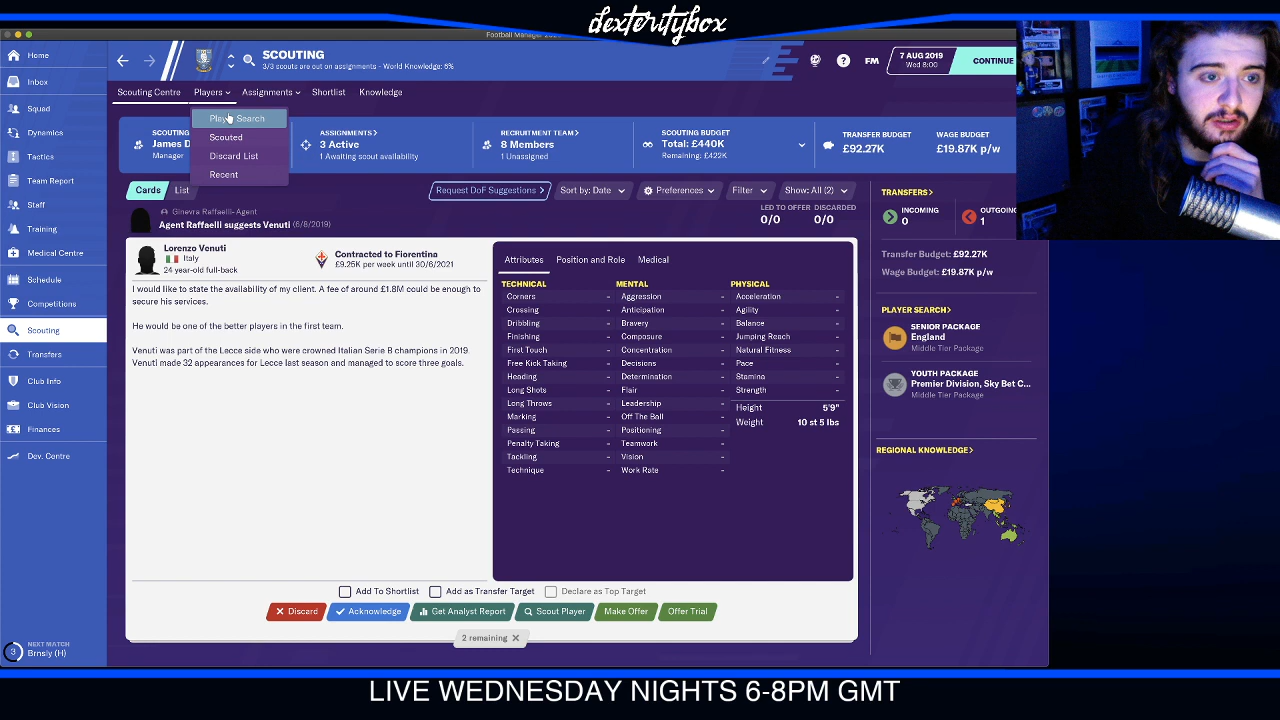 dexteritybox
Home
Inbox
Squad
Dynamics
Tactics
Team Report
Staff
Training
Medical Centre
Schedule
Competitions
Scouting
Transfers
Club Info
Club Vision
Finances
Dev. Centre
3
NEXT MATCH
Brnsly (H)
Football Manager
SCOUTING
3/3 scouts are out on assignments - World Knowledge: 6%
?
FM
7 AUG 2019
Wed 8:00
CONTINUE
Scouting Centre
Players
Assignments
Shortlist
Knowledge
Player Search
Scouted
Discard List
Recent
SCOUTING
James D
Manager
ASSIGNMENTS>
3 Active
1 Awaiting scout availability
RECRUITMENT TEAM>
8 Members
1 Unassigned
SCOUTING BUDGET
Total: £440K
Remaining: £422K
TRANSFER BUDGET
£92.27K
WAGE BUDGET
£19.87K p/w
Cards
List
Request DoF Suggestions >
Sort by: Date
Preferences
Filter
Show: All (2)
Ginevra Raffaelli- Agent
Agent Raffaelli suggests Venuti (6/8/2019)
LED TO OFFER
0/0
DISCARDED
0/0
Lorenzo Venuti
Italy
24 year-old full-back
Contracted to Fiorentina
£9.25K per week until 30/6/2021
I would like to state the availability of my client. A fee of around £1.8M could be enough to
secure his services.
He would be one of the better players in the first team.
Venuti was part of the Lecce side who were crowned Italian Serie B champions in 2019.
Venuti made 32 appearances for Lecce last season and managed to score three goals.
Attributes
Position and Role
Medical
TECHNICAL
Corners -
Crossing -
Dribbling -
Finishing -
First Touch -
Free Kick Taking -
Heading -
Long Shots -
Long Throws -
Marking -
Passing -
Penalty Taking -
Tackling -
Technique -
MENTAL
Aggression -
Anticipation -
Bravery -
Composure -
Concentration -
Decisions -
Determination -
Flair -
Leadership -
Off The Ball -
Positioning -
Teamwork -
Vision -
Work Rate -
PHYSICAL
Acceleration -
Agility -
Balance -
Jumping Reach -
Natural Fitness -
Pace -
Stamina -
Strength -
Height 5'9"
Weight 10 st 5 lbs
Add To Shortlist
Add as Transfer Target
Declare as Top Target
Discard
Acknowledge
Get Analyst Report
Scout Player
Make Offer
Offer Trial
2 remaining
TRANSFERS>
INCOMING
0
OUTGOING
1
Transfer Budget: £92.27K
Wage Budget: £19.87K p/w
PLAYER SEARCH>
SENIOR PACKAGE
England
Middle Tier Package
YOUTH PACKAGE
Premier Division, Sky Bet C...
Middle Tier Package
REGIONAL KNOWLEDGE>
LIVE WEDNESDAY NIGHTS 6-8PM GMT